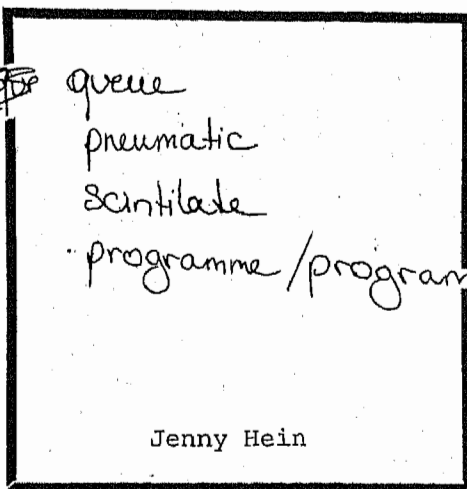 queue
pneumatic
scintilate
programme/program
Jenny Hein